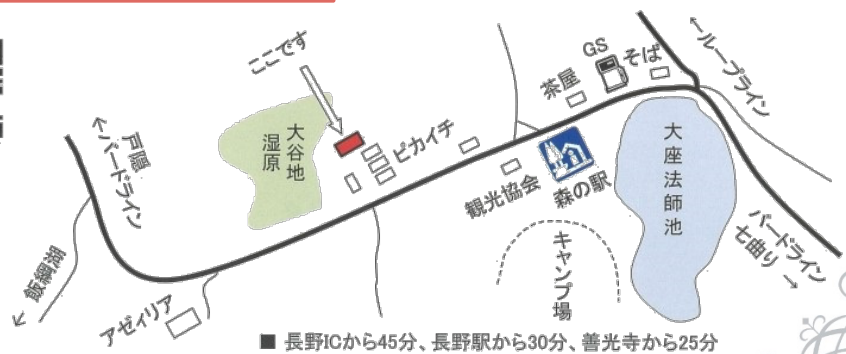 ここです
GS
そば
←ループライン
茶屋
大谷地
湿原
ピカイチ
戸隠
←バードライン
大座法師池
観光協会
森の駅
キャンプ場
バードライン
七曲り→
←飯綱湖
アゼィリア
■ 長野ICから45分、長野駅から30分、善光寺から25分